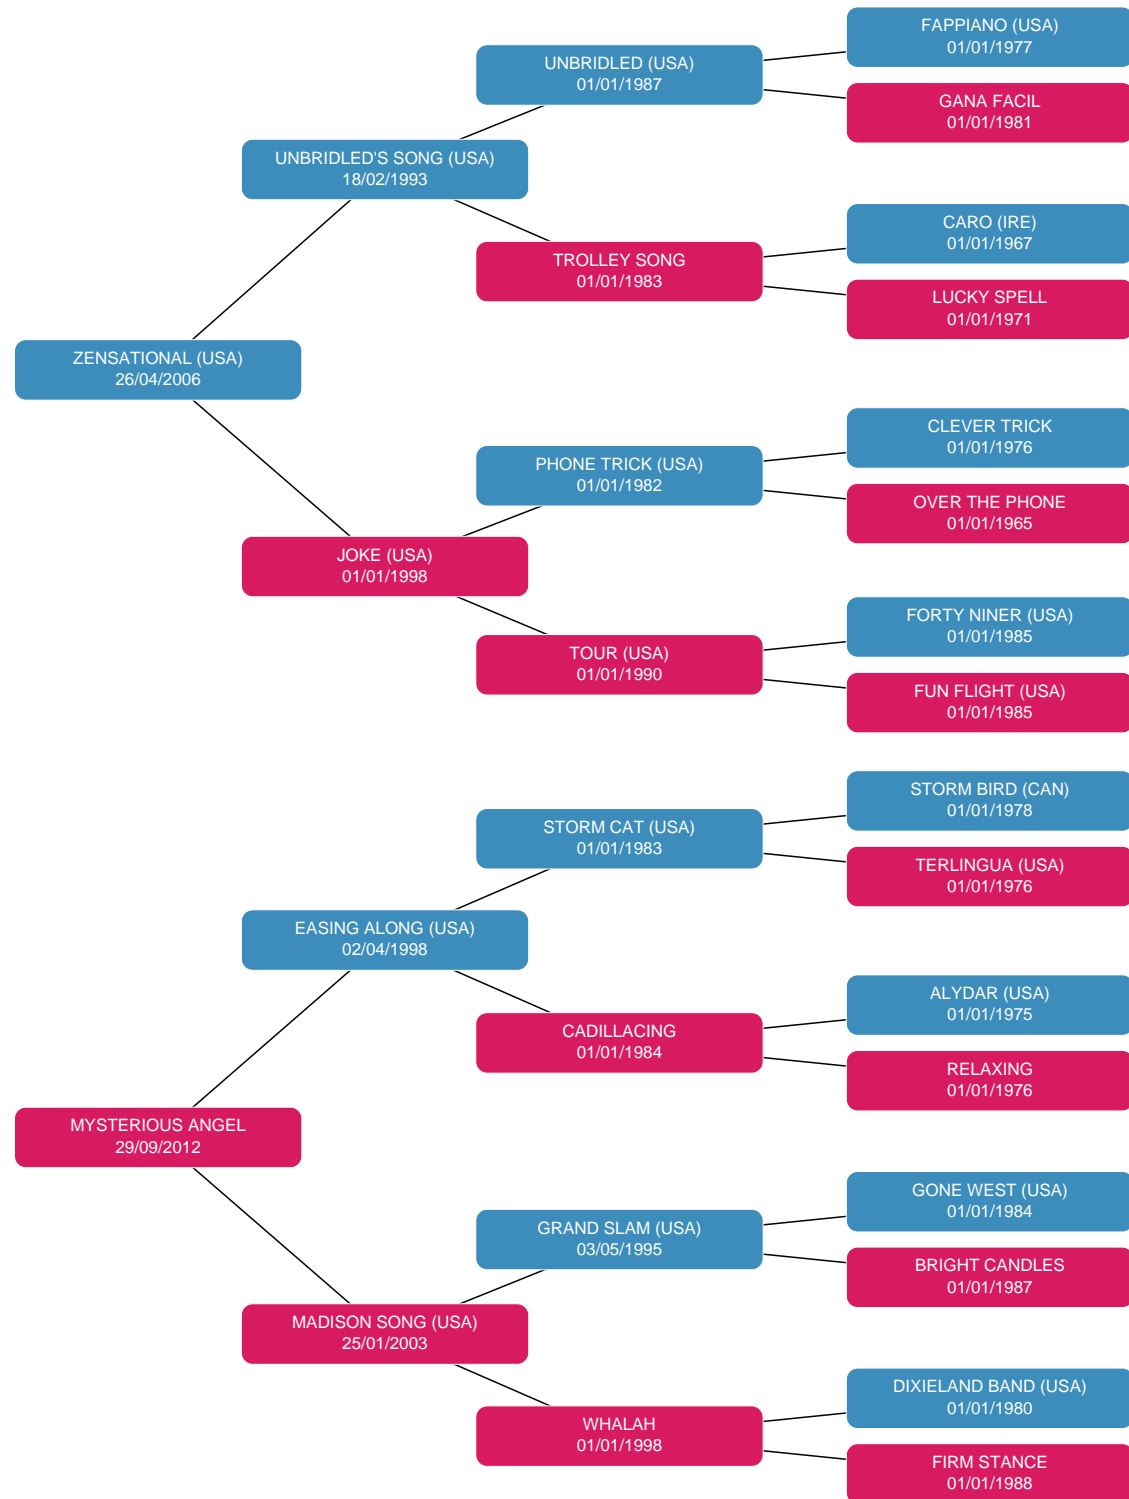 FAPPIANO (USA)
01/01/1977
UNBRIDLED (USA)
01/01/1987
GANA FACIL
01/01/1981
UNBRIDLED'S SONG (USA)
18/02/1993
CARO (IRE)
01/01/1967
TROLLEY SONG
01/01/1983
LUCKY SPELL
01/01/1971
ZENSATIONAL (USA)
26/04/2006
CLEVER TRICK
01/01/1976
PHONE TRICK (USA)
01/01/1982
OVER THE PHONE
01/01/1965
JOKE (USA)
01/01/1998
FORTY NINER (USA)
01/01/1985
TOUR (USA)
01/01/1990
FUN FLIGHT (USA)
01/01/1985
STORM BIRD (CAN)
01/01/1978
STORM CAT (USA)
01/01/1983
TERLINGUA (USA)
01/01/1976
EASING ALONG (USA)
02/04/1998
ALYDAR (USA)
01/01/1975
CADILLACING
01/01/1984
RELAXING
01/01/1976
MYSTERIOUS ANGEL
29/09/2012
GONE WEST (USA)
01/01/1984
GRAND SLAM (USA)
03/05/1995
BRIGHT CANDLES
01/01/1987
MADISON SONG (USA)
25/01/2003
DIXIELAND BAND (USA)
01/01/1980
WHALAH
01/01/1998
FIRM STANCE
01/01/1988